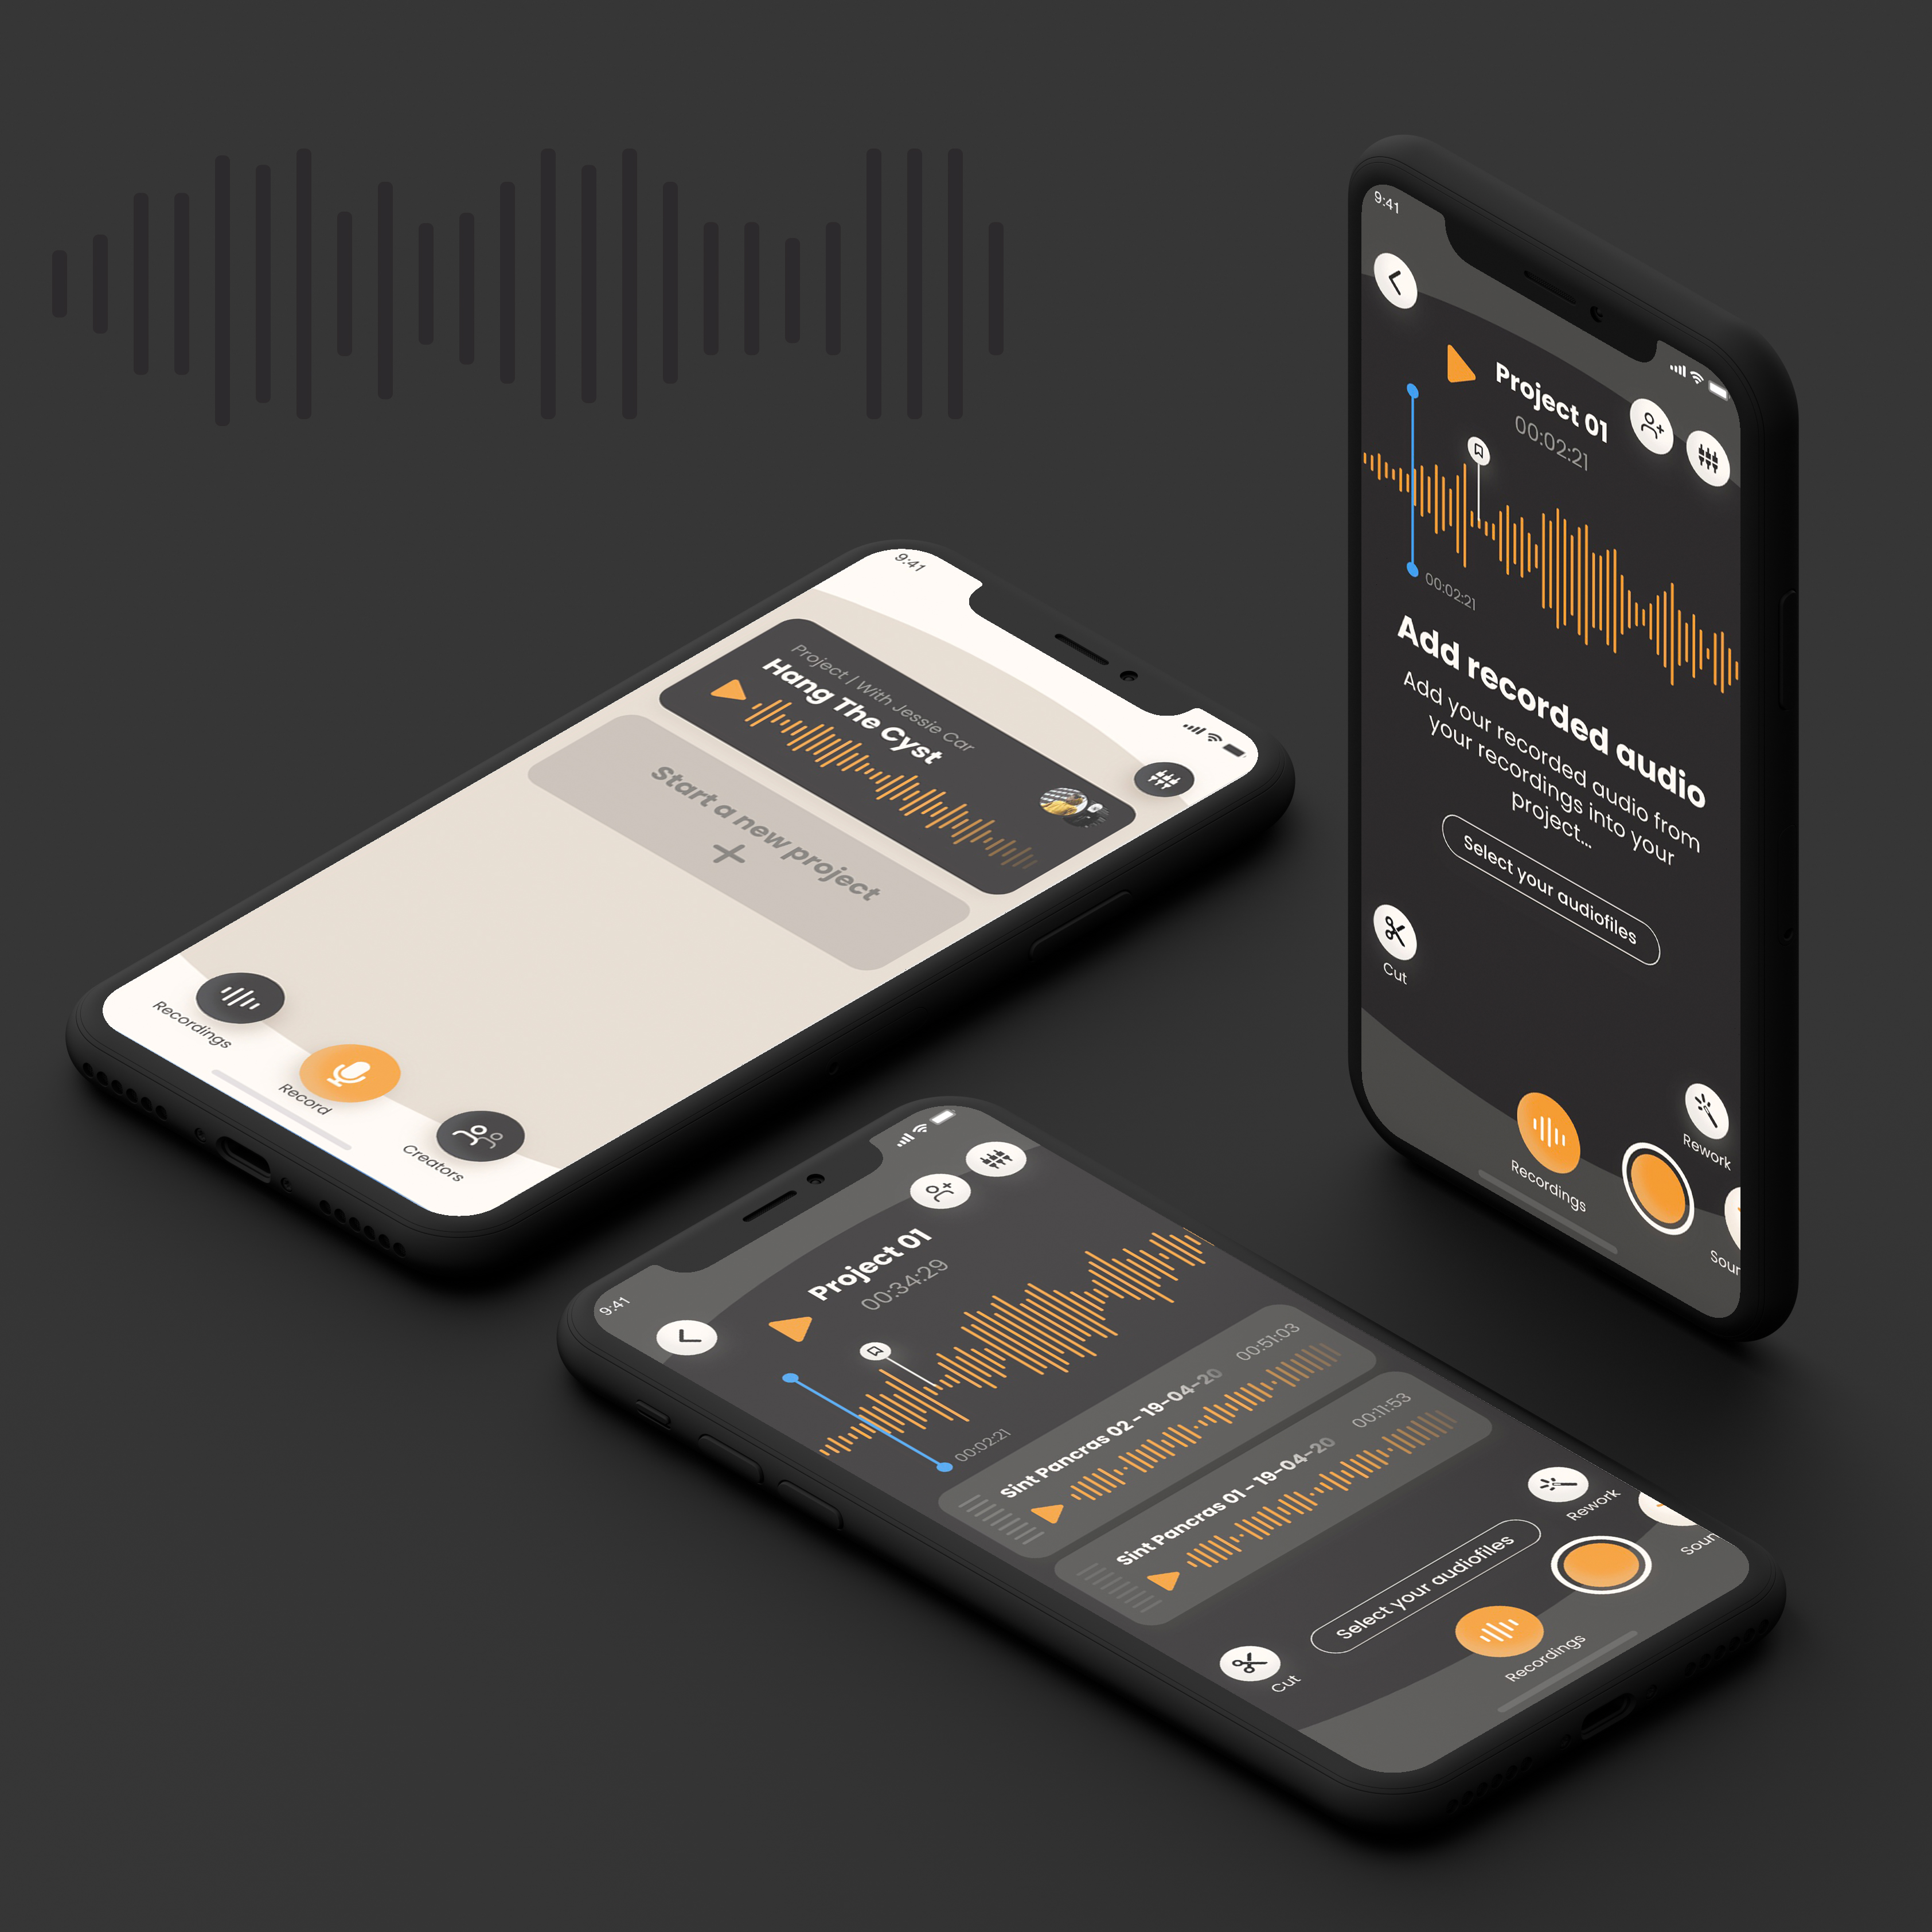 9:41
Project | With Jessie Car
Hang The Cyst
Start a new project
Recordings
Record
Creators
9:41
Project 01
00:02:21
00:02:21
Add recorded audio
Add your recorded audio from
your recordings into your
project...
Select your audiofiles
Cut
Rework
Recordings
Soun
9:41
Project 01
00:34:29
00:02:21
Sint Pancras 02 - 19-04-20
00:51:03
Sint Pancras 01 - 19-04-20
00:11:53
Select your audiofiles
Cut
Rework
Recordings
Soun